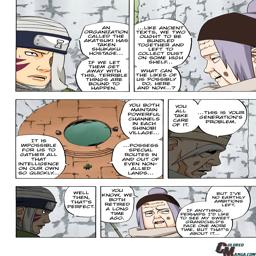 AN
ORGANIZATION
CALLED THE
AKATSUKI HAS
TAKEN
SHUKAKU
HOSTAGE...
IF WE LET
THEM GET
AWAY WITH
THIS, TERRIBLE
THINGS ARE
BOUND TO
HAPPEN.
...LIKE ANCIENT
TEXTS, WE TWO
OUGHT TO BE
BUNDLED
TOGETHER AND
LEFT TO
COLLECT DUST
ON SOME HIGH
SHELF.
WHAT CAN
THE LIKES OF
US POSSIBLY
DO, HERE
AND NOW...?
IT IS
IMPOSSIBLE
FOR US TO
GATHER ALL
THAT
INTELLIGENCE
ON OUR OWN
SO QUICKLY...
YOU BOTH
MAINTAIN
POWERFUL
CHANNELS
IN EACH
SHINOBI
VILLAGE...
...POSSESS
SPECIAL
ROUTES IN
AND OUT OF
EVEN NON-
ALLIED
LANDS...
YOU
ALL
TAKE
CARE
OF IT.
...THIS IS YOUR
GENERATION'S
PROBLEM.
WELL
THEN,
THAT'S
PERFECT.
YOU
KNOW, WE
BOTH
RETIRED
A LONG
TIME
AGO.
BUT I'VE
NO EARTHLY
AMBITIONS
LEFT.
IF ANYTHING,
PERHAPS I'D LIKE
TO SEE MY SWEET
GRANDCHILD'S
FACE ONE MORE
TIME, BUT THAT'S
ABOUT IT...
COLORED
MANGA.COM